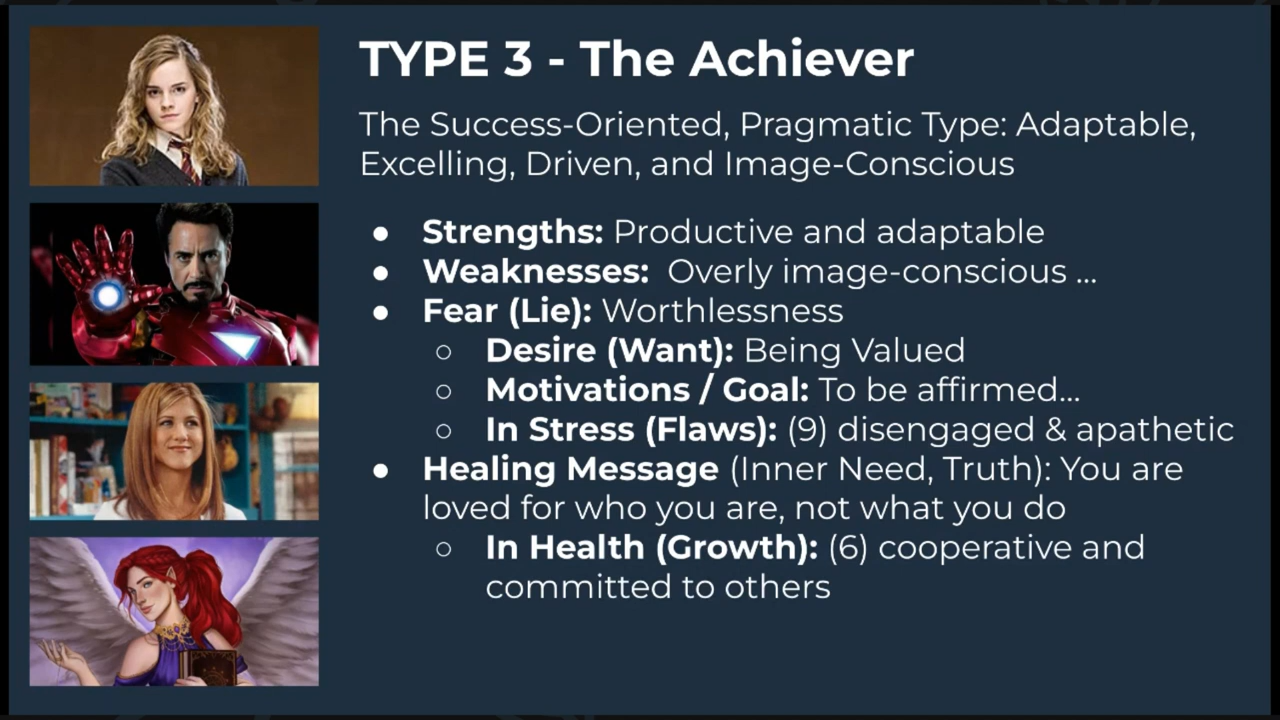 TYPE 3 - The Achiever
The Success-Oriented, Pragmatic Type: Adaptable,
Excelling, Driven, and Image-Conscious
● Strengths: Productive and adaptable
● Weaknesses: Overly image-conscious ...
● Fear (Lie): Worthlessness
○ Desire (Want): Being Valued
○ Motivations / Goal: To be affirmed...
○ In Stress (Flaws): (9) disengaged & apathetic
● Healing Message (Inner Need, Truth): You are
loved for who you are, not what you do
○ In Health (Growth): (6) cooperative and
committed to others